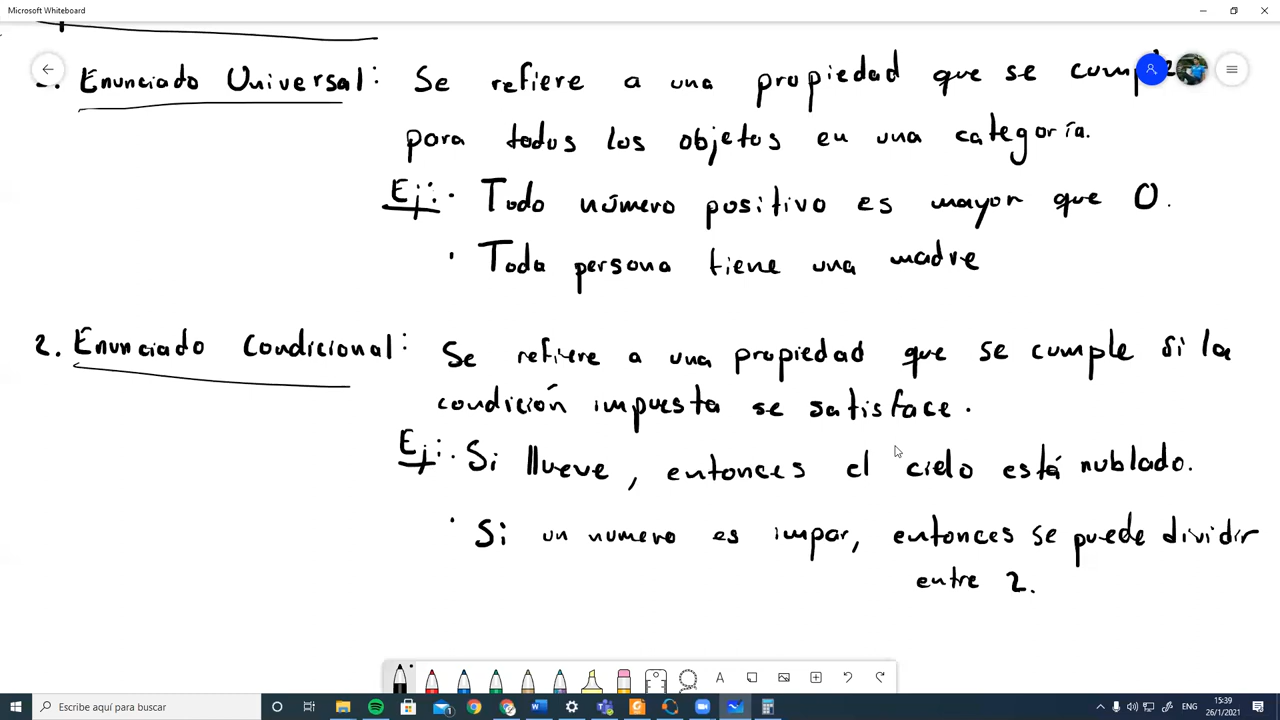 Microsoft Whiteboard
Enunciado Universal: Se refiere a una propiedad que se
para todos los objetos en una categoría.
Ej: · Todo número positivo es mayor que 0.
· Toda persona tiene una madre
2. Enunciado Condicional: Se refiere a una propiedad que se cumple si la
condición impuesta se satisface.
Ej: · Si llueve, entonces el cielo está nublado.
· Si un numero es impar, entonces se puede dividir
entre 2.
Escribe aquí para buscar
15:39
26/1/2021